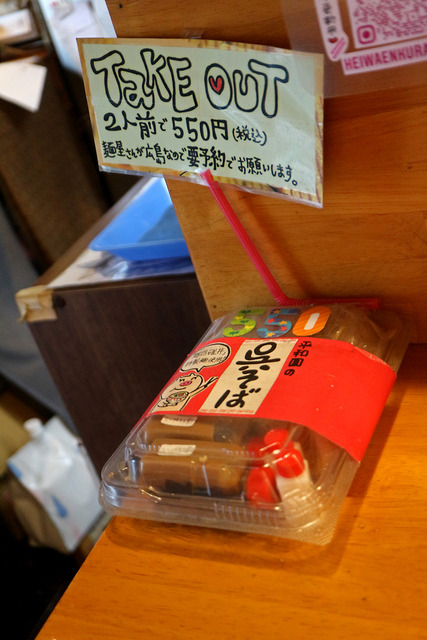 TakE OUT
2人前で550円(税込)
麺屋さんが広島なので要予約でお願いします。
HEIWAENKURA
550
平和園の
呉そば